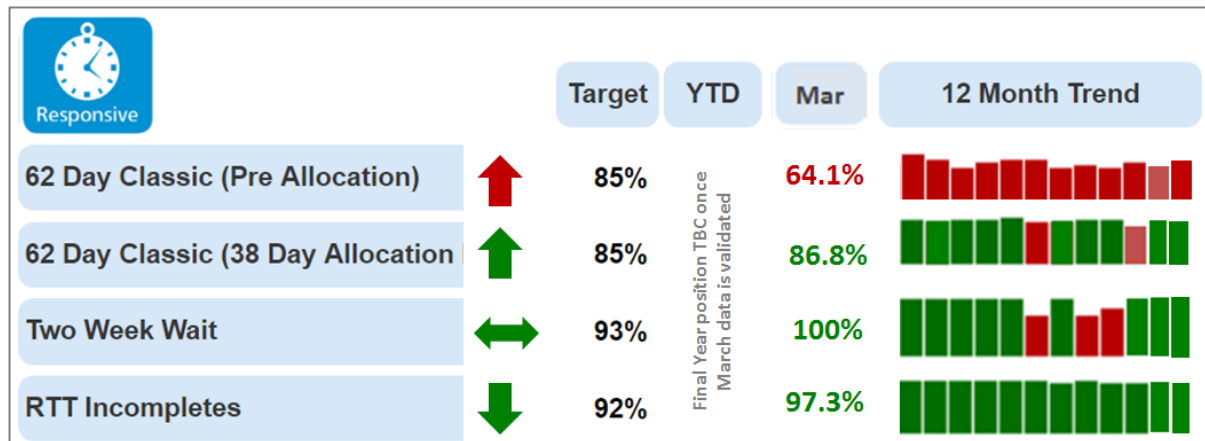 Responsive
Target YTD Mar 12 Month Trend
62 Day Classic (Pre Allocation) 85% 64.1%
62 Day Classic (38 Day Allocation 85% 86.8%
Two Week Wait 93% 100%
RTT Incompletes 92% 97.3%
Final Year position TBC once
March data is validated